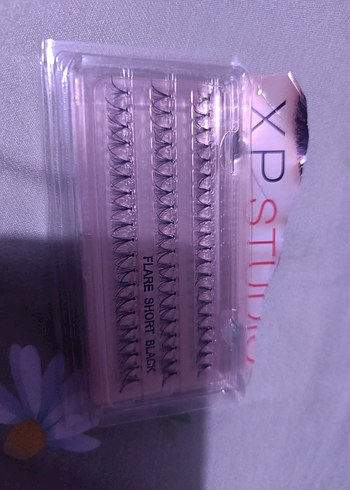 XP STUDIO
FLARE SHORT BLACK